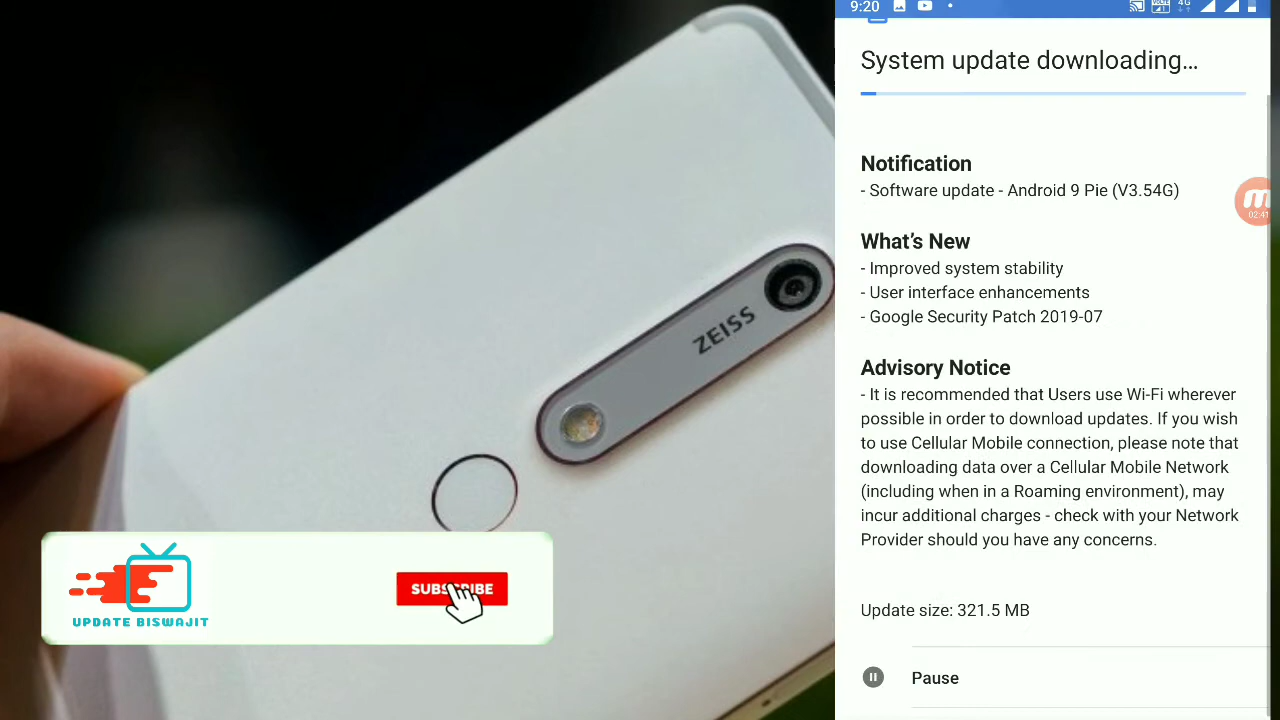 9:20
VoLTE
4G
System update downloading...
Notification
- Software update - Android 9 Pie (V3.54G)
What's New
- Improved system stability
- User interface enhancements
- Google Security Patch 2019-07
Advisory Notice
- It is recommended that Users use Wi-Fi wherever
possible in order to download updates. If you wish
to use Cellular Mobile connection, please note that
downloading data over a Cellular Mobile Network
(including when in a Roaming environment), may
incur additional charges - check with your Network
Provider should you have any concerns.
Update size: 321.5 MB
Pause
02:41
ZEISS
UPDATE BISWAJIT
SUBSCRIBE